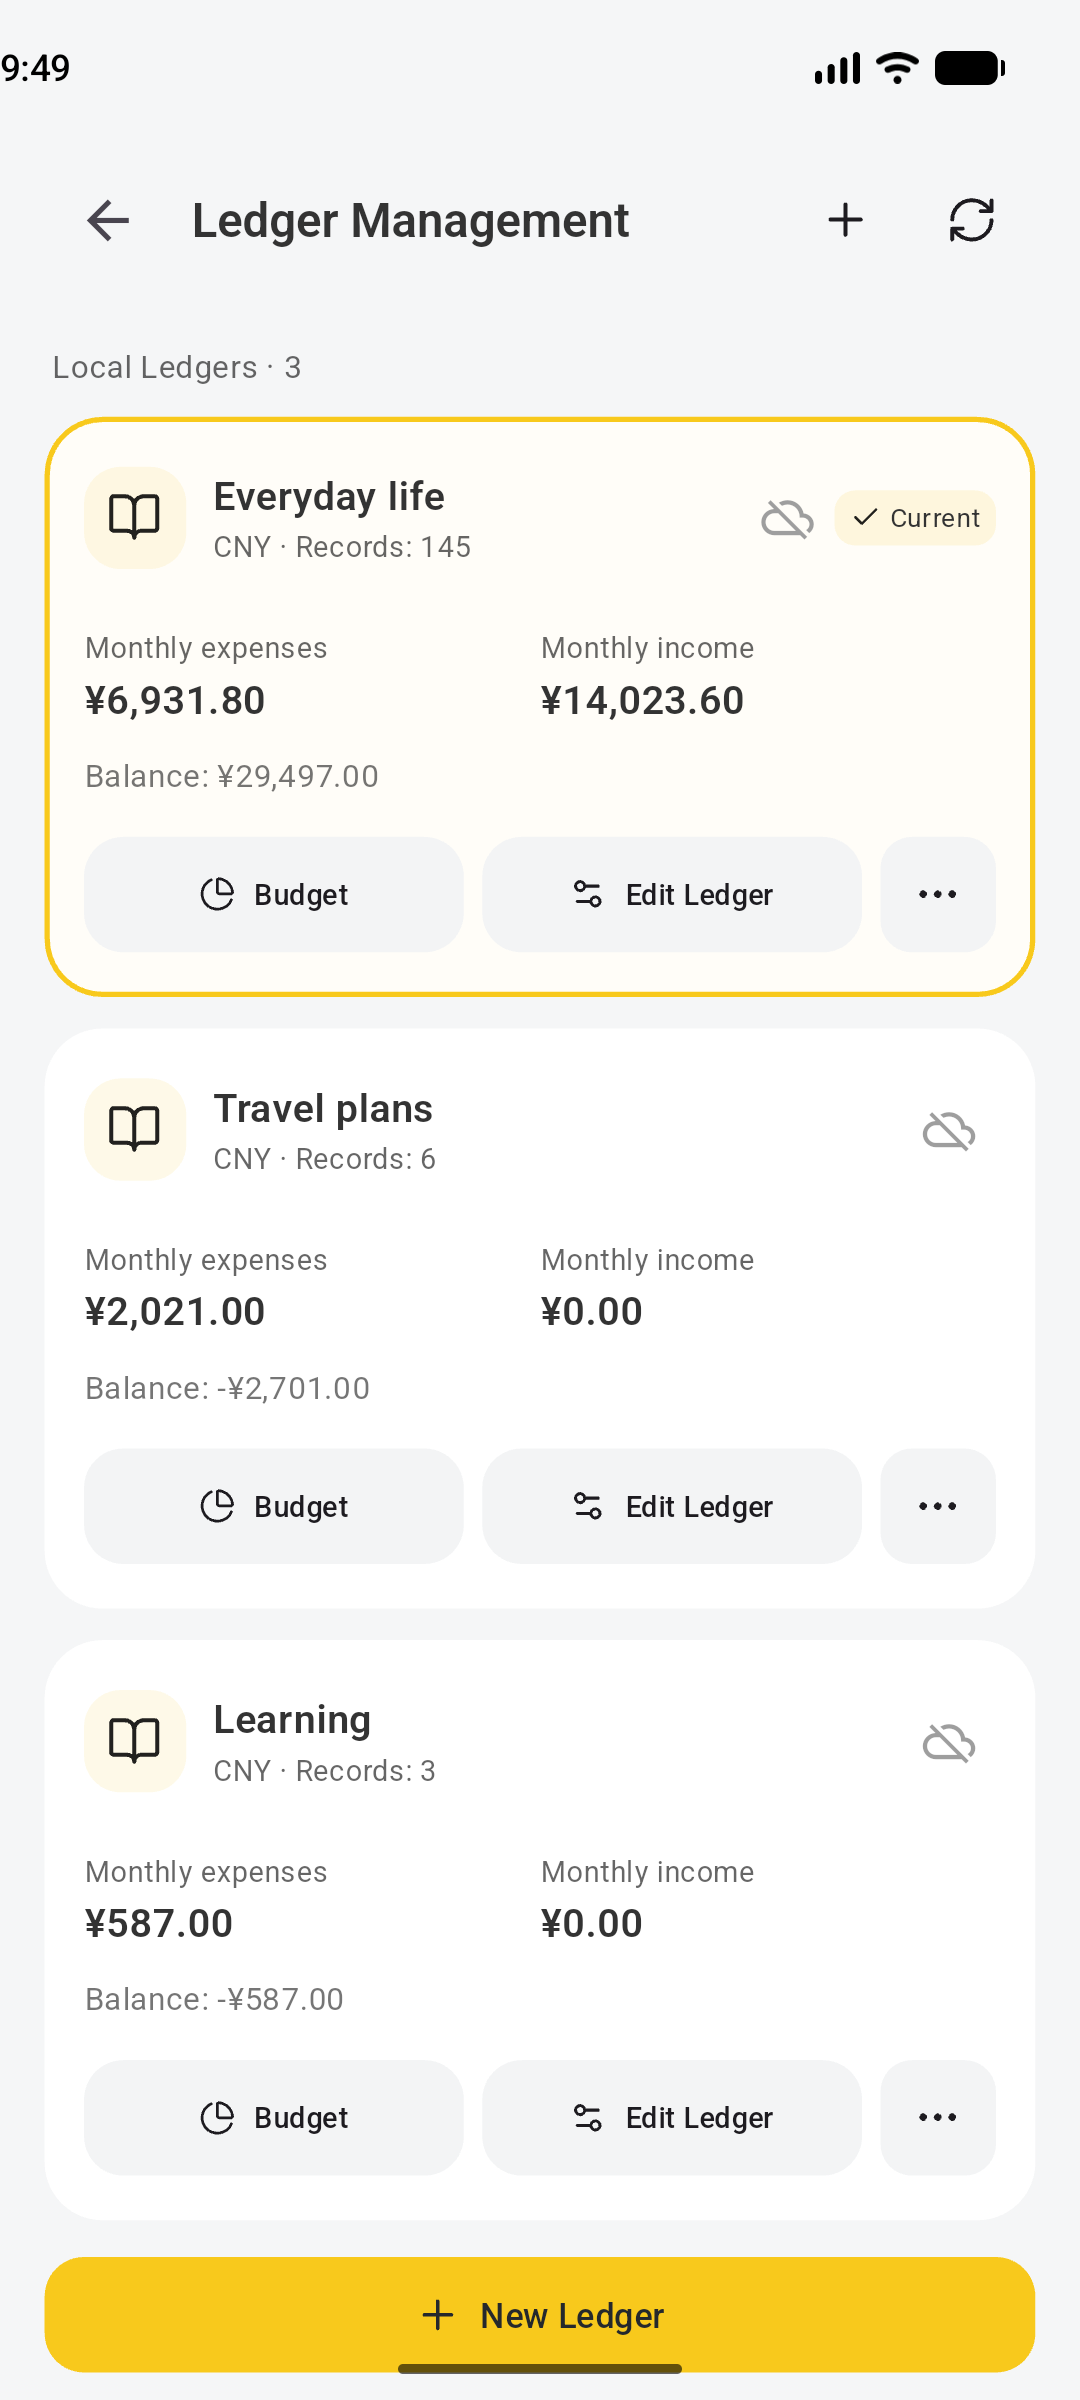 9:49
Ledger Management
Local Ledgers · 3
Everyday life
CNY · Records: 145
Current
Monthly expenses
Monthly income
¥6,931.80
¥14,023.60
Balance: ¥29,497.00
Budget
Edit Ledger
Travel plans
CNY · Records: 6
Monthly expenses
Monthly income
¥2,021.00
¥0.00
Balance: -¥2,701.00
Budget
Edit Ledger
Learning
CNY · Records: 3
Monthly expenses
Monthly income
¥587.00
¥0.00
Balance: -¥587.00
Budget
Edit Ledger
New Ledger